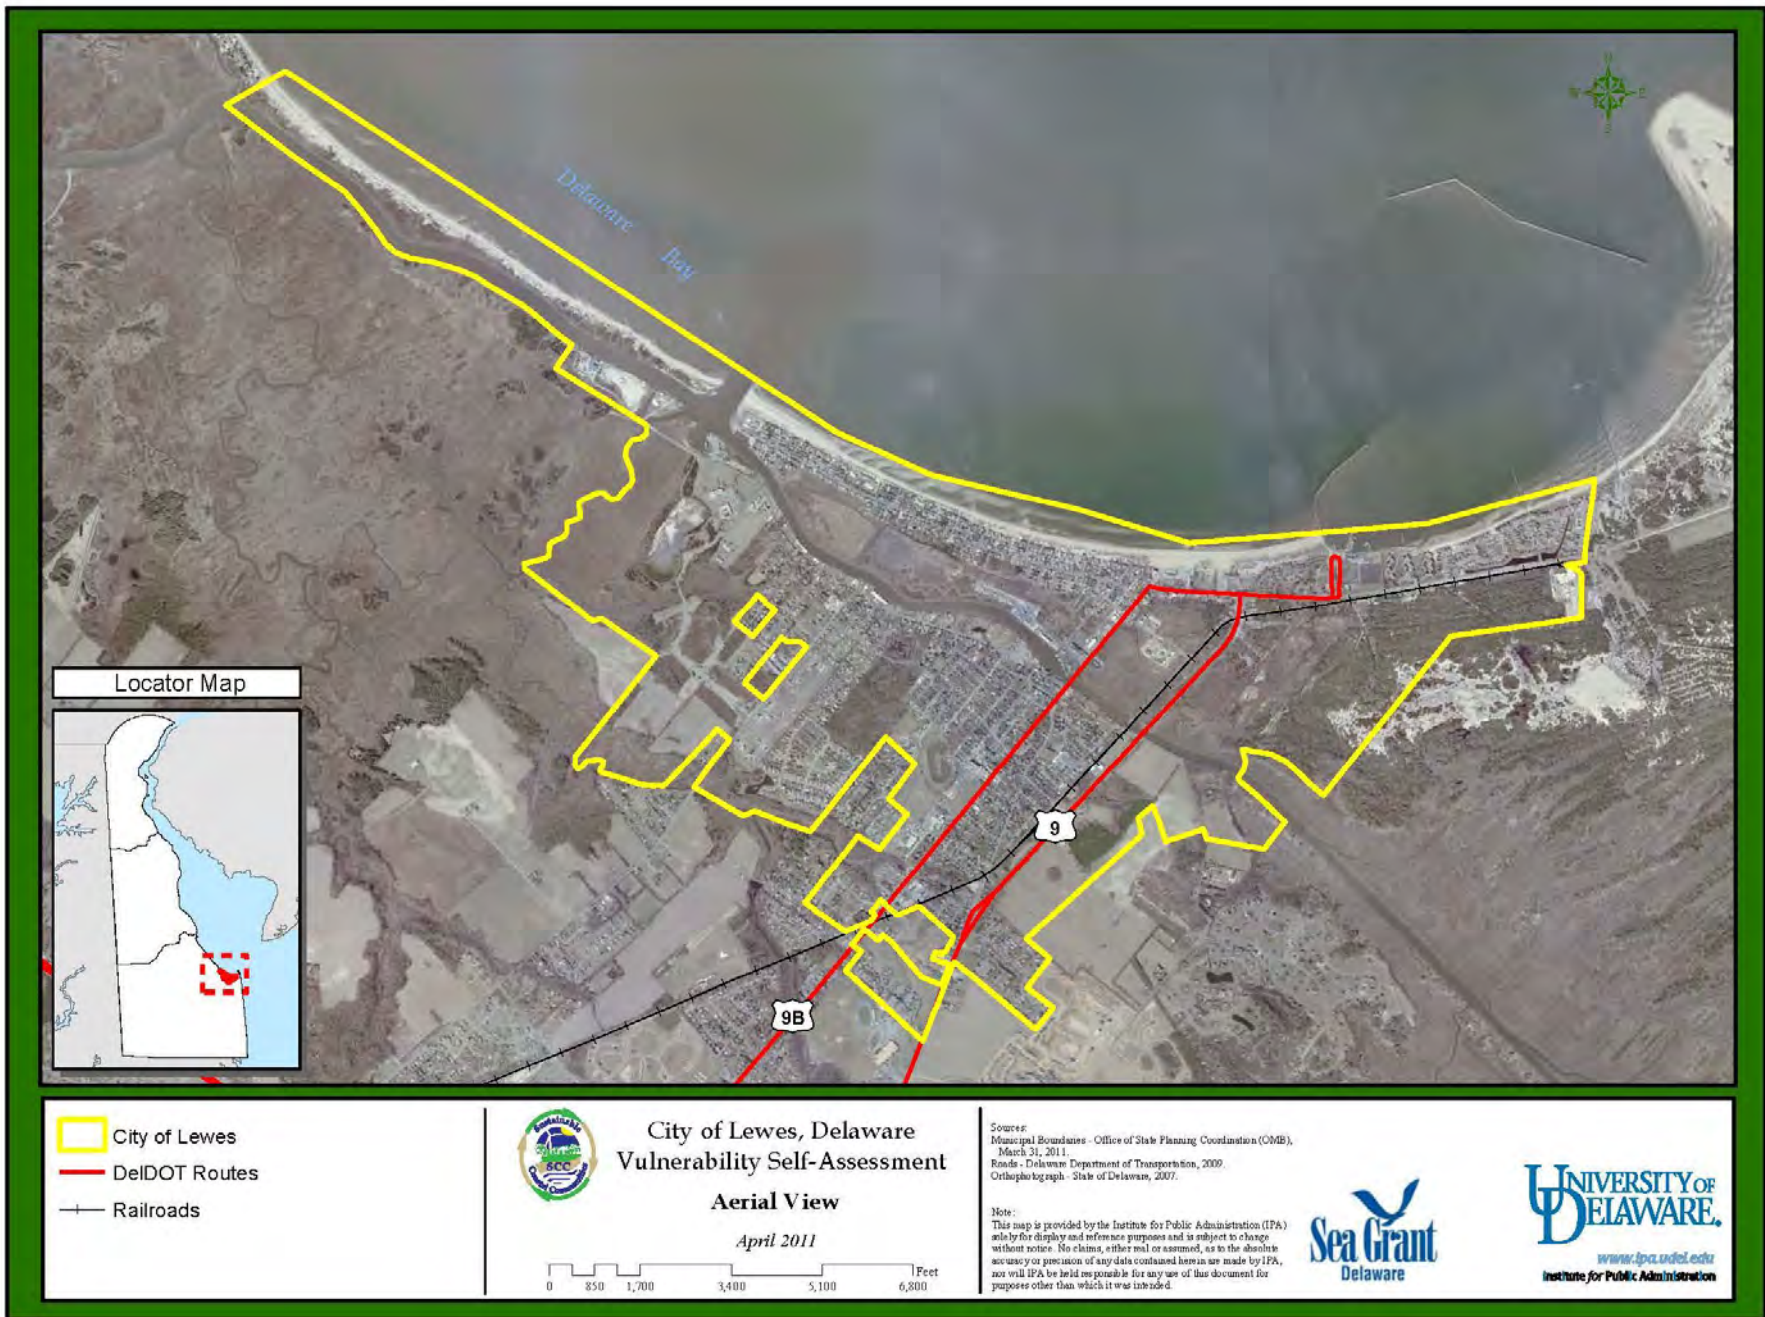 N
W
E
S
Delaware
Bay
Locator Map
9
9B
City of Lewes
DelDOT Routes
Railroads
Sustainable
SCC
Coastal Communities
City of Lewes, Delaware
Vulnerability Self-Assessment
Aerial View
April 2011
Feet
0 850 1,700 3,400 5,100 6,800
Sources:
Municipal Boundaries - Office of State Planning Coordination (OMB),
March 31, 2011.
Roads - Delaware Department of Transportation, 2009.
Orthophotograph - State of Delaware, 2007.
Note:
This map is provided by the Institute for Public Administration (IPA)
solely for display and reference purposes and is subject to change
without notice. No claims, either real or assumed, as to the absolute
accuracy or precision of any data contained herein are made by IPA,
nor will IPA be held responsible for any use of this document for
purposes other than which it was intended.
Sea Grant
Delaware
UNIVERSITY OF
DELAWARE.
www.ipa.udel.edu
Institute for Public Administration